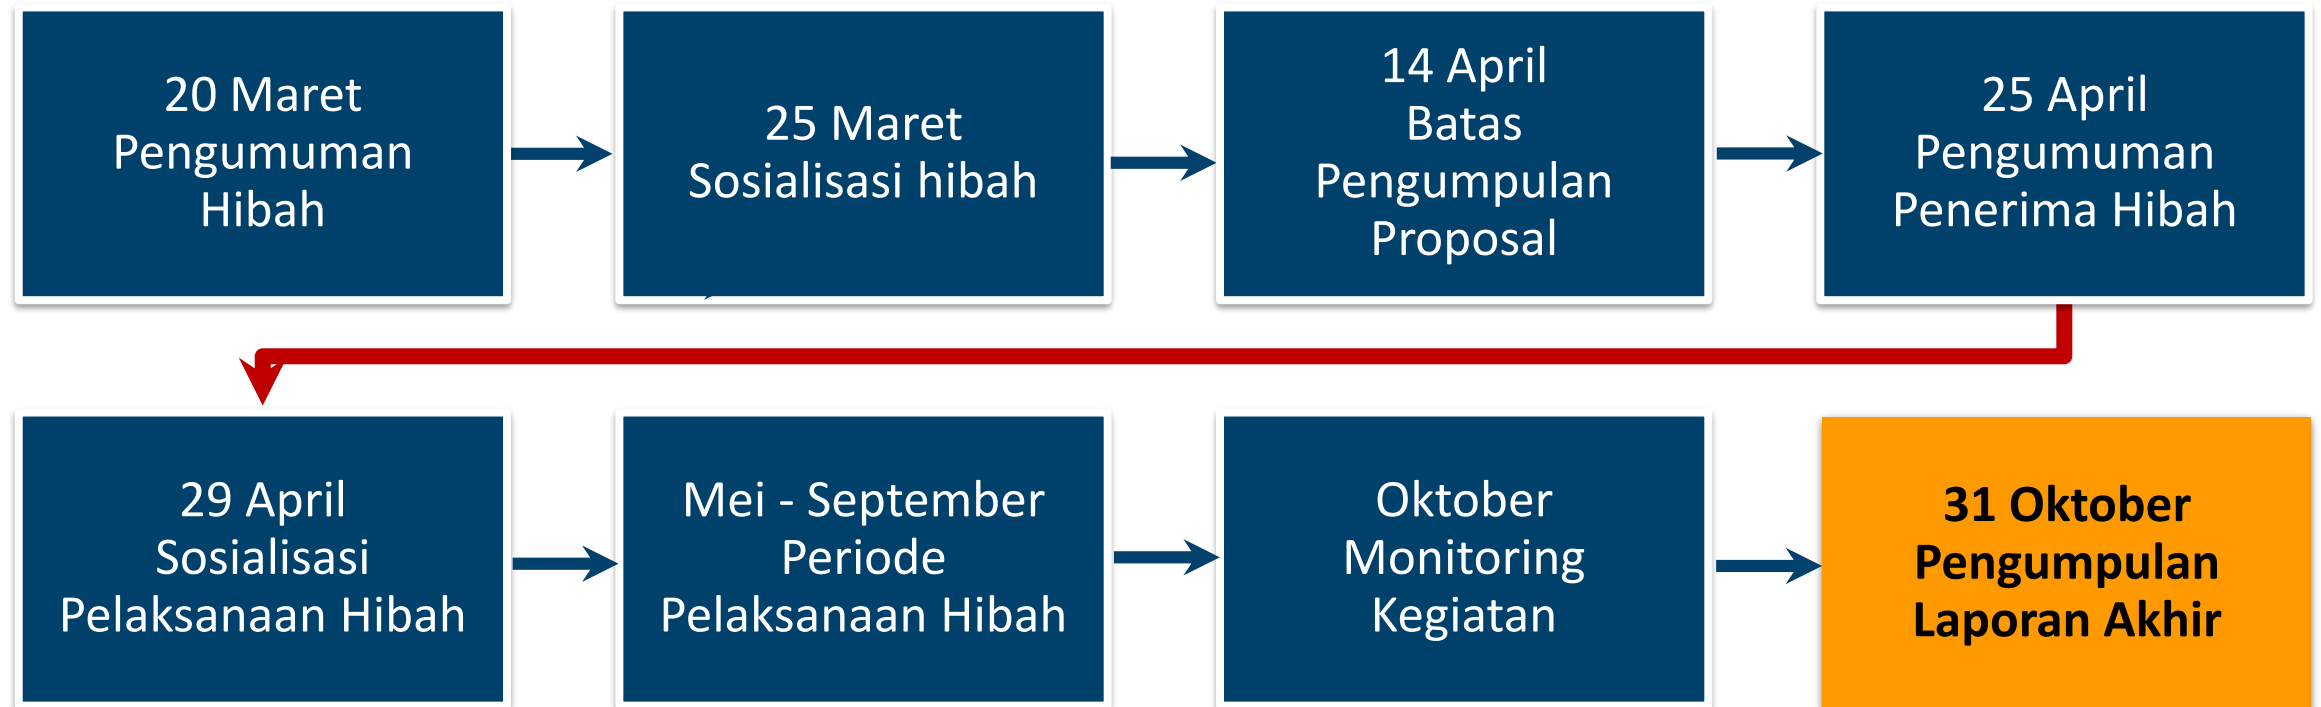 20 Maret
Pengumuman
Hibah
25 Maret
Sosialisasi hibah
14 April
Batas
Pengumpulan
Proposal
25 April
Pengumuman
Penerima Hibah
29 April
Sosialisasi
Pelaksanaan Hibah
Mei - September
Periode
Pelaksanaan Hibah
Oktober
Monitoring
Kegiatan
31 Oktober
Pengumpulan
Laporan Akhir